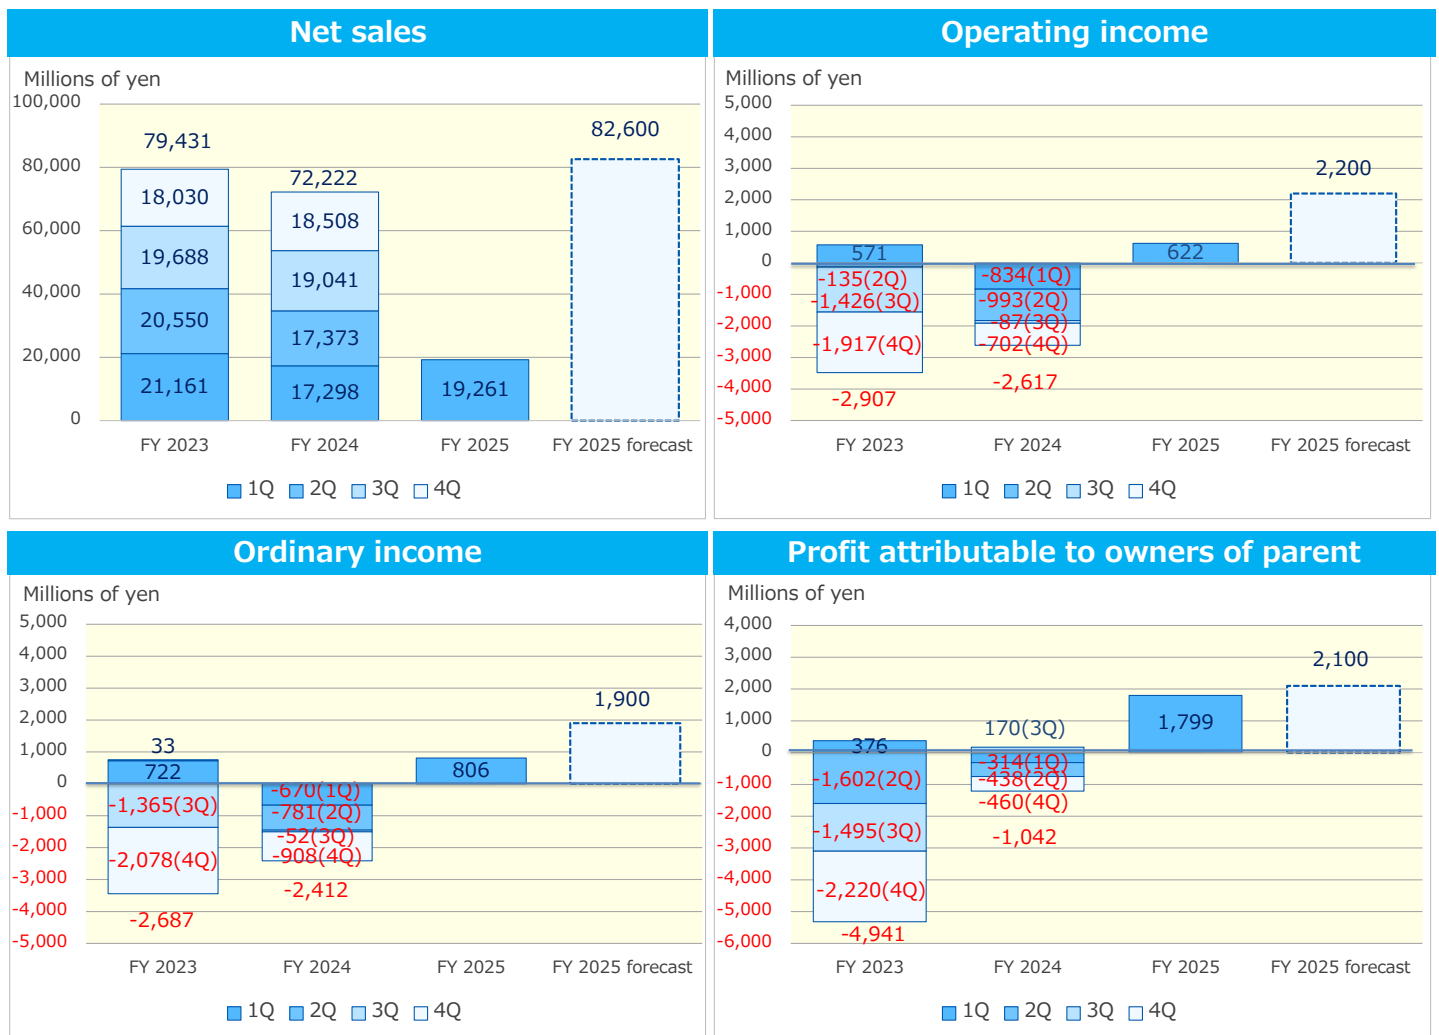 Net sales
Millions of yen
100,000
80,000
60,000
40,000
20,000
0
79,431
18,030
19,688
20,550
21,161
72,222
18,508
19,041
17,373
17,298
19,261
82,600
FY 2023
FY 2024
FY 2025
FY 2025 forecast
1Q 2Q 3Q 4Q
Operating income
Millions of yen
5,000
4,000
3,000
2,000
1,000
0
-1,000
-2,000
-3,000
-4,000
-5,000
571
-135(2Q)
-1,426(3Q)
-1,917(4Q)
-2,907
-834(1Q)
-993(2Q)
-87(3Q)
-702(4Q)
-2,617
622
2,200
FY 2023
FY 2024
FY 2025
FY 2025 forecast
1Q 2Q 3Q 4Q
Ordinary income
Millions of yen
5,000
4,000
3,000
2,000
1,000
0
-1,000
-2,000
-3,000
-4,000
-5,000
33
722
-1,365(3Q)
-2,078(4Q)
-2,687
-670(1Q)
-781(2Q)
-52(3Q)
-908(4Q)
-2,412
806
1,900
FY 2023
FY 2024
FY 2025
FY 2025 forecast
1Q 2Q 3Q 4Q
Profit attributable to owners of parent
Millions of yen
4,000
3,000
2,000
1,000
0
-1,000
-2,000
-3,000
-4,000
-5,000
-6,000
376
-1,602(2Q)
-1,495(3Q)
-2,220(4Q)
-4,941
170(3Q)
-314(1Q)
-438(2Q)
-460(4Q)
-1,042
1,799
2,100
FY 2023
FY 2024
FY 2025
FY 2025 forecast
1Q 2Q 3Q 4Q